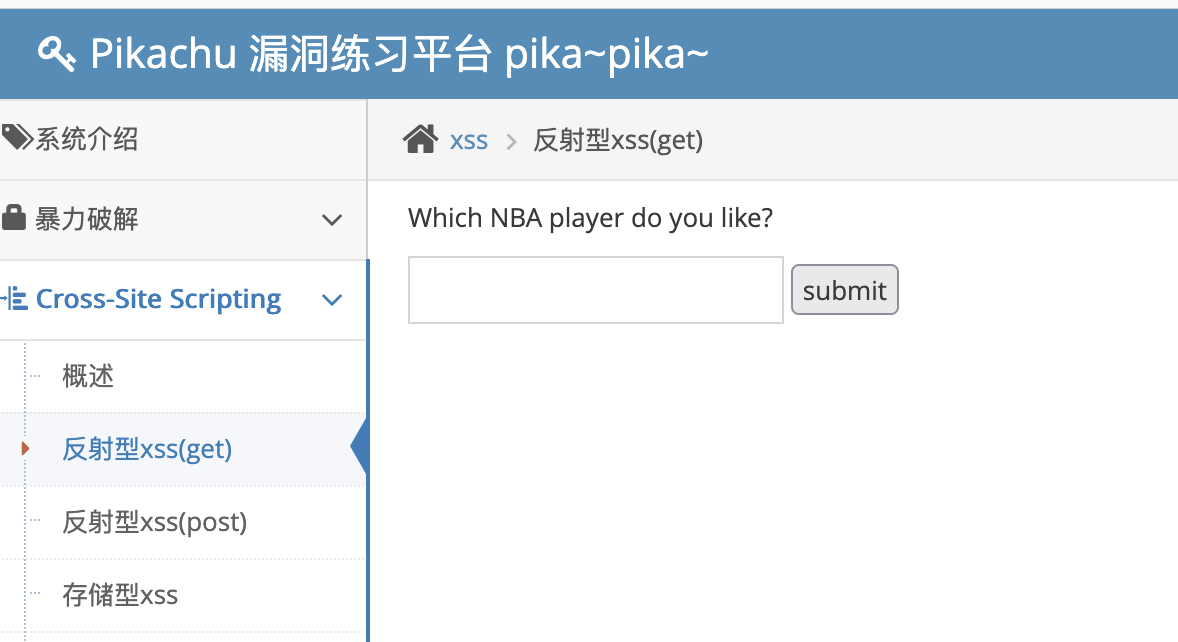 Pikachu 漏洞练习平台 pika~pika~
系统介绍
暴力破解
Cross-Site Scripting
概述
反射型xss(get)
反射型xss(post)
存储型xss
xss > 反射型xss(get)
Which NBA player do you like?
submit